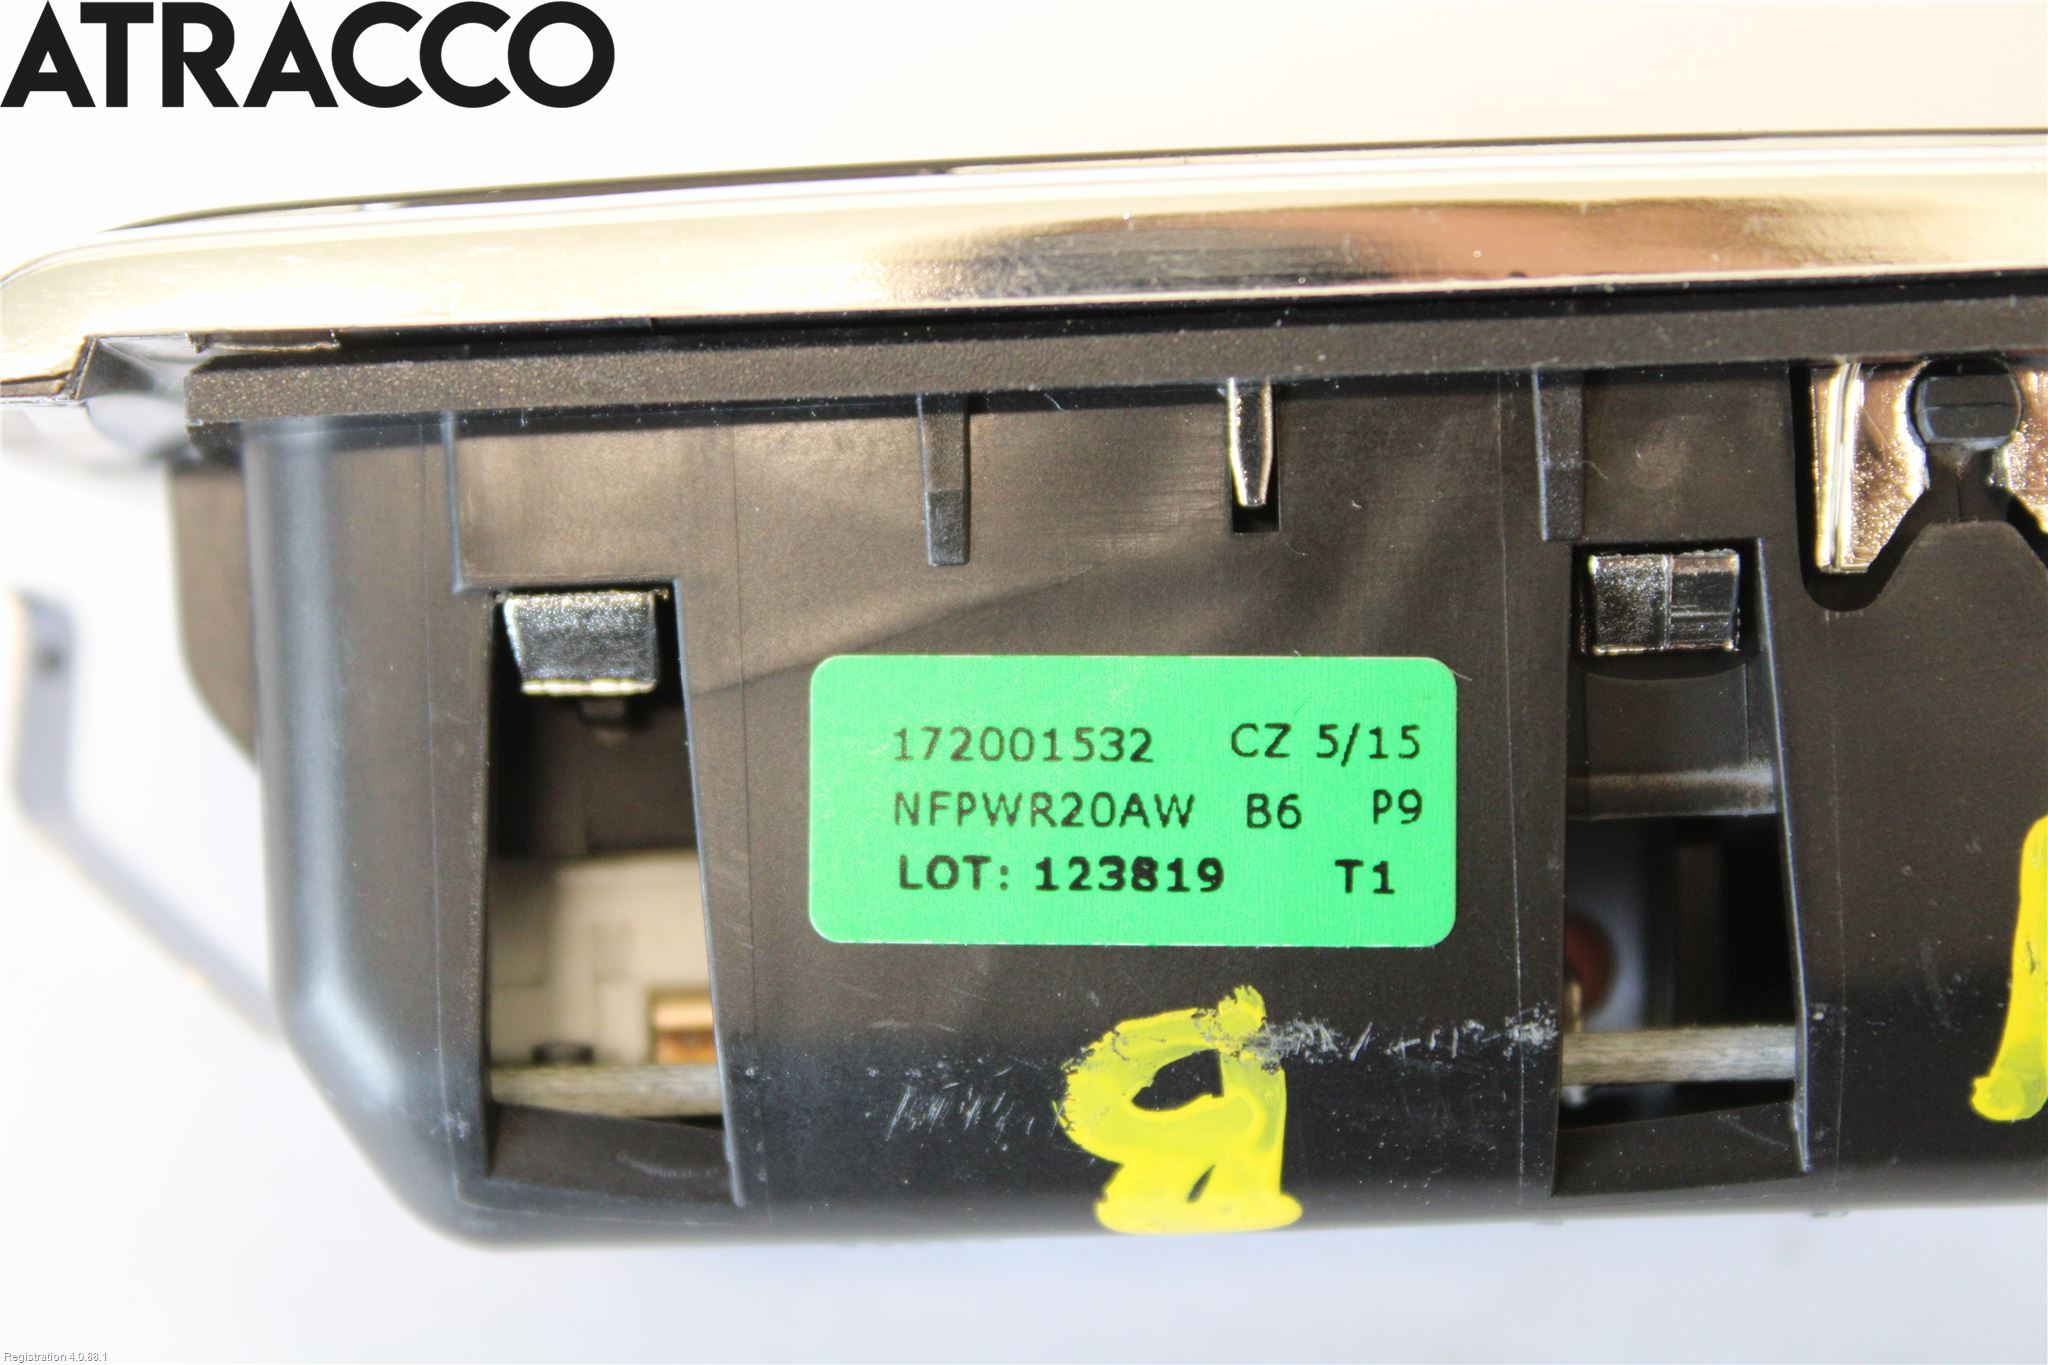 ATRACCO
172001532 CZ 5/15
NFPWR20AW B6 P9
LOT: 123819 T1
Registration 4.0.88.1